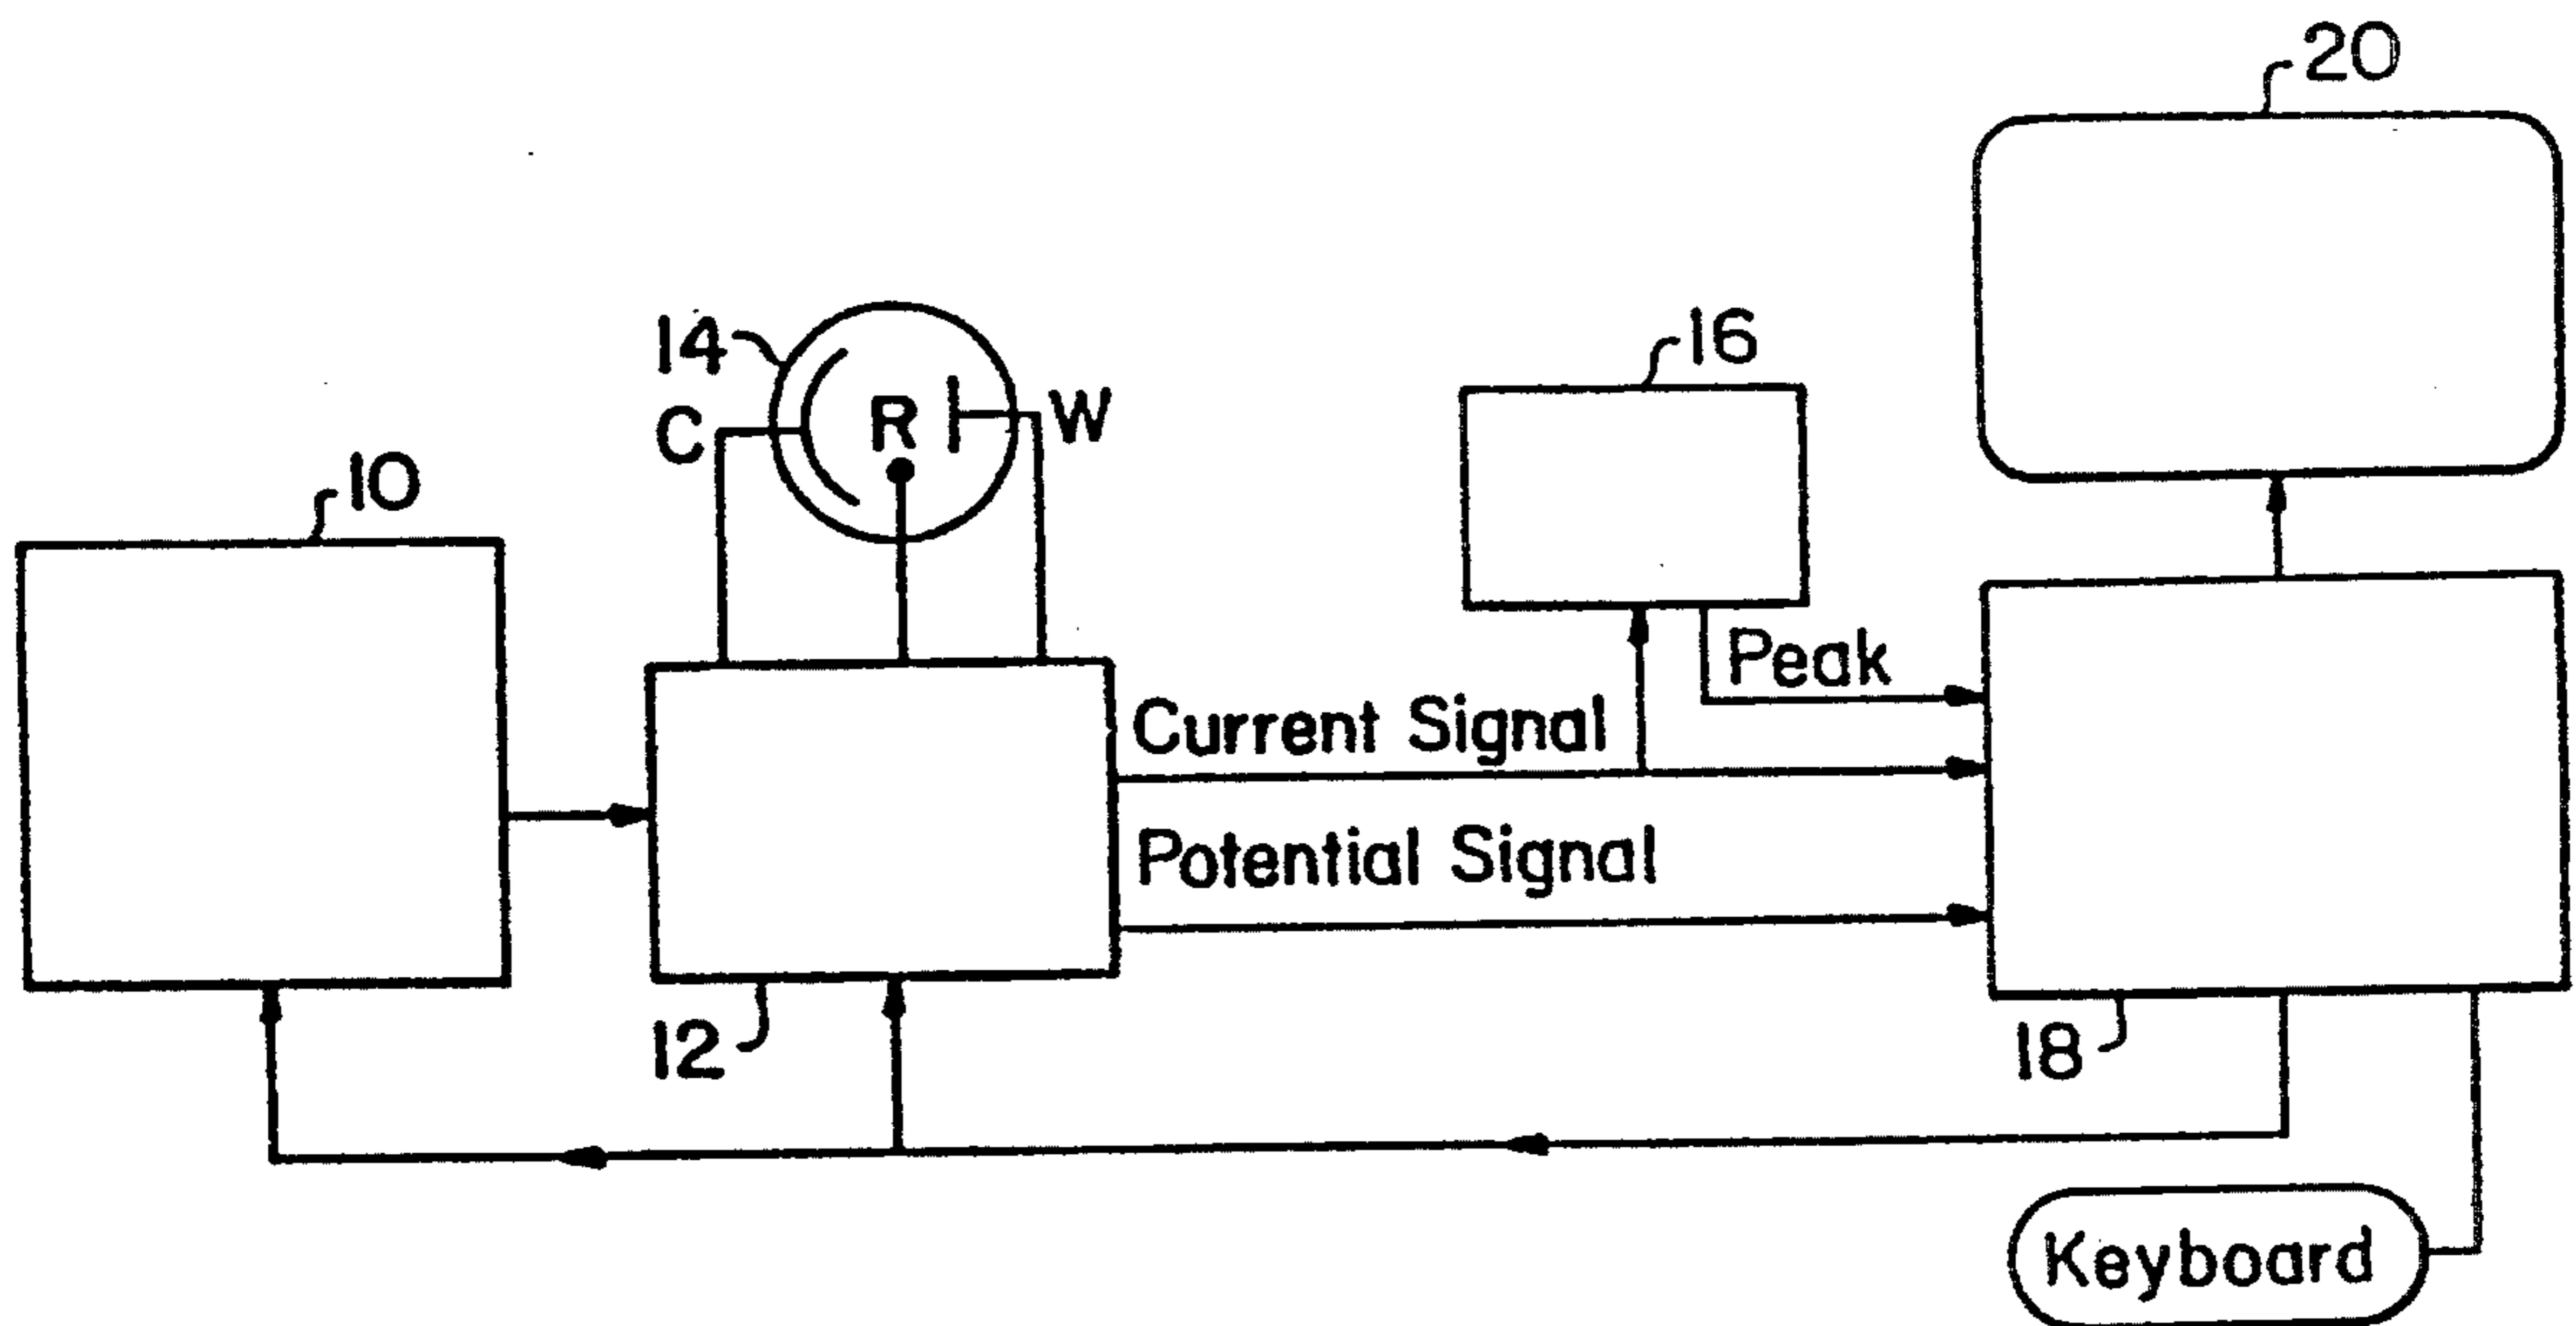 20
14
16
C
R
W
10
Peak
Current Signal
Potential Signal
12
18
Keyboard